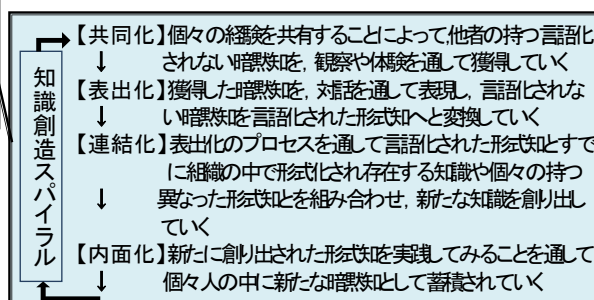 知識創造スパイラル
【共同化】個々の経験を共有することによって,他者の持つ言語化
されない暗黙知を, 観察や体験を通して獲得していく
↓
【表出化】獲得した暗黙知を, 対話を通して表現し, 言語化されな
い暗黙知を言語化された形式知へと変換していく
↓
【連結化】表出化のプロセスを通して言語化された形式知とすで
に組織の中で形式化され存在する知識や個々の持つ
異なった形式知とを組み合わせ, 新たな知識を創り出し
ていく
↓
【内面化】新たに創り出された形式知を実践してみることを通して
個々人の中に新たな暗黙知として蓄積されていく
↓